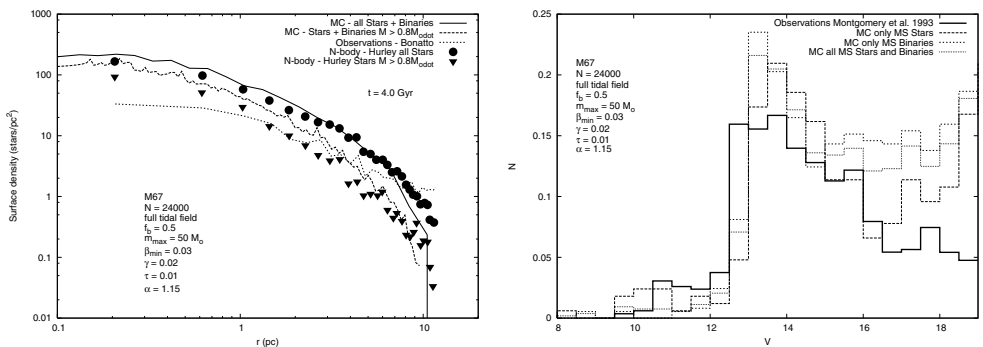 1000
100
10
1
0.1
0.01
0.1
1
10
Surface density (stars/pc²)
r (pc)
MC - all Stars + Binaries
MC - Stars + Binaries M > 0.8M_odot
Observations - Bonatto
N-body - Hurley all Stars
N-body - Hurley Stars M > 0.8M_odot
t = 4.0 Gyr
M67
N = 24000
full tidal field
f_b = 0.5
m_max = 50 M_o
β_min = 0.03
γ = 0.02
τ = 0.01
α = 1.15
0.25
0.2
0.15
0.1
0.05
0
8
10
12
14
16
18
N
V
Observations Montgomery et al. 1993
MC only MS Stars
MC only MS Binaries
MC all MS Stars and Binaries
M67
N = 24000
full tidal field
f_b = 0.5
m_max = 50 M_o
β_min = 0.03
γ = 0.02
τ = 0.01
α = 1.15